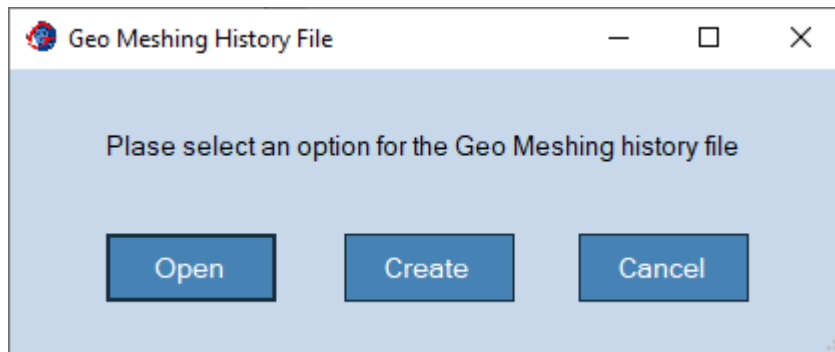 Geo Meshing History File
Plase select an option for the Geo Meshing history file
Open Create Cancel